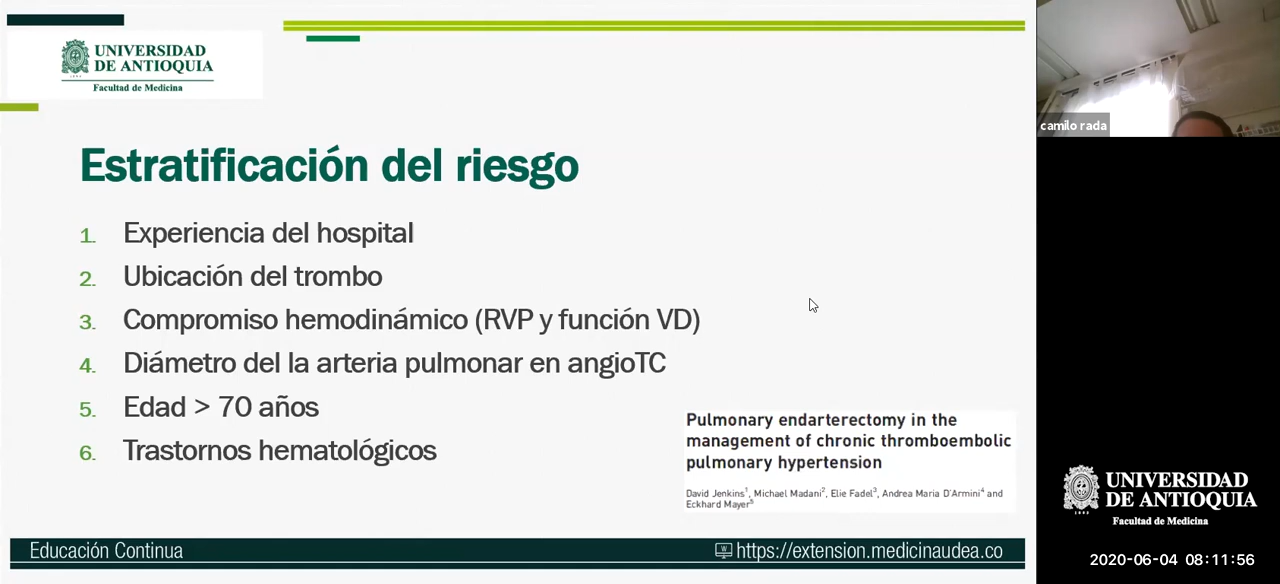 UNIVERSIDAD
DE ANTIOQUIA
1803
Facultad de Medicina
Estratificación del riesgo
1. Experiencia del hospital
2. Ubicación del trombo
3. Compromiso hemodinámico (RVP y función VD)
4. Diámetro del la arteria pulmonar en angioTC
5. Edad > 70 años
6. Trastornos hematológicos
Pulmonary endarterectomy in the
management of chronic thromboembolic
pulmonary hypertension
David Jenkins1, Michael Madani2, Elie Fadel3, Andrea Maria D'Armini4 and
Eckhard Mayer5
Educación Continua
https://extension.medicinaudea.co
camilo rada
UNIVERSIDAD
DE ANTIOQUIA
1803
Facultad de Medicina
2020-06-04 08:11:56